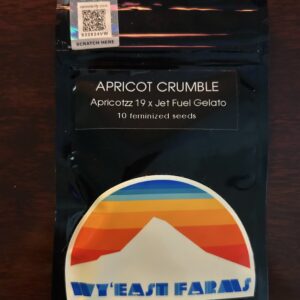 SCRATCH HERE
APRICOT CRUMBLE
Apricotzz 19 x Jet Fuel Gelato
10 feminized seeds
WY'EAST FARMS